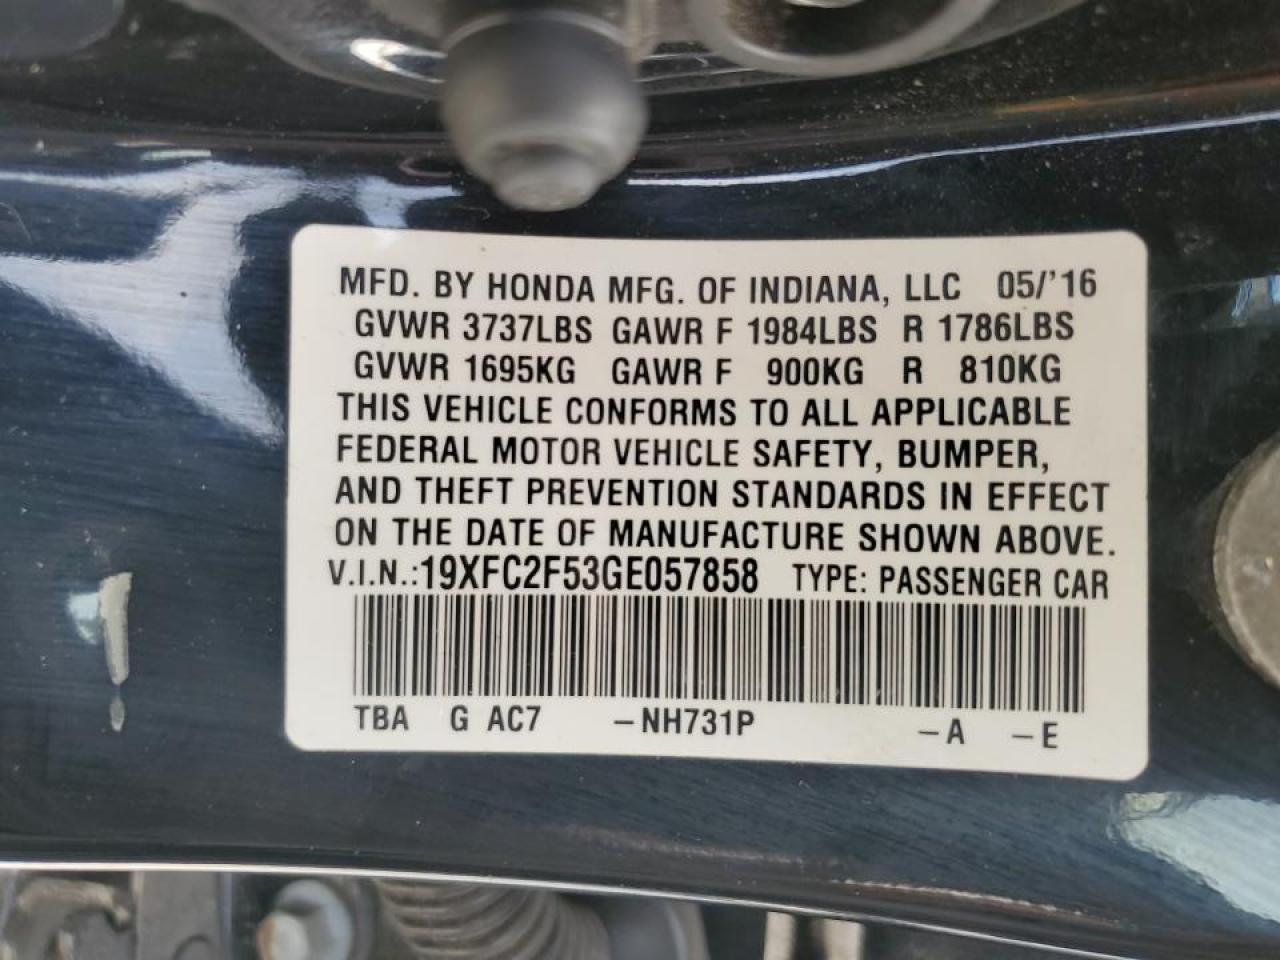 MFD. BY HONDA MFG. OF INDIANA, LLC 05/'16
GVWR 3737LBS GAWR F 1984LBS R 1786LBS
GVWR 1695KG GAWR F 900KG R 810KG
THIS VEHICLE CONFORMS TO ALL APPLICABLE
FEDERAL MOTOR VEHICLE SAFETY, BUMPER,
AND THEFT PREVENTION STANDARDS IN EFFECT
ON THE DATE OF MANUFACTURE SHOWN ABOVE.
V.I.N.:19XFC2F53GE057858 TYPE: PASSENGER CAR
TBA G AC7 –NH731P –A –E